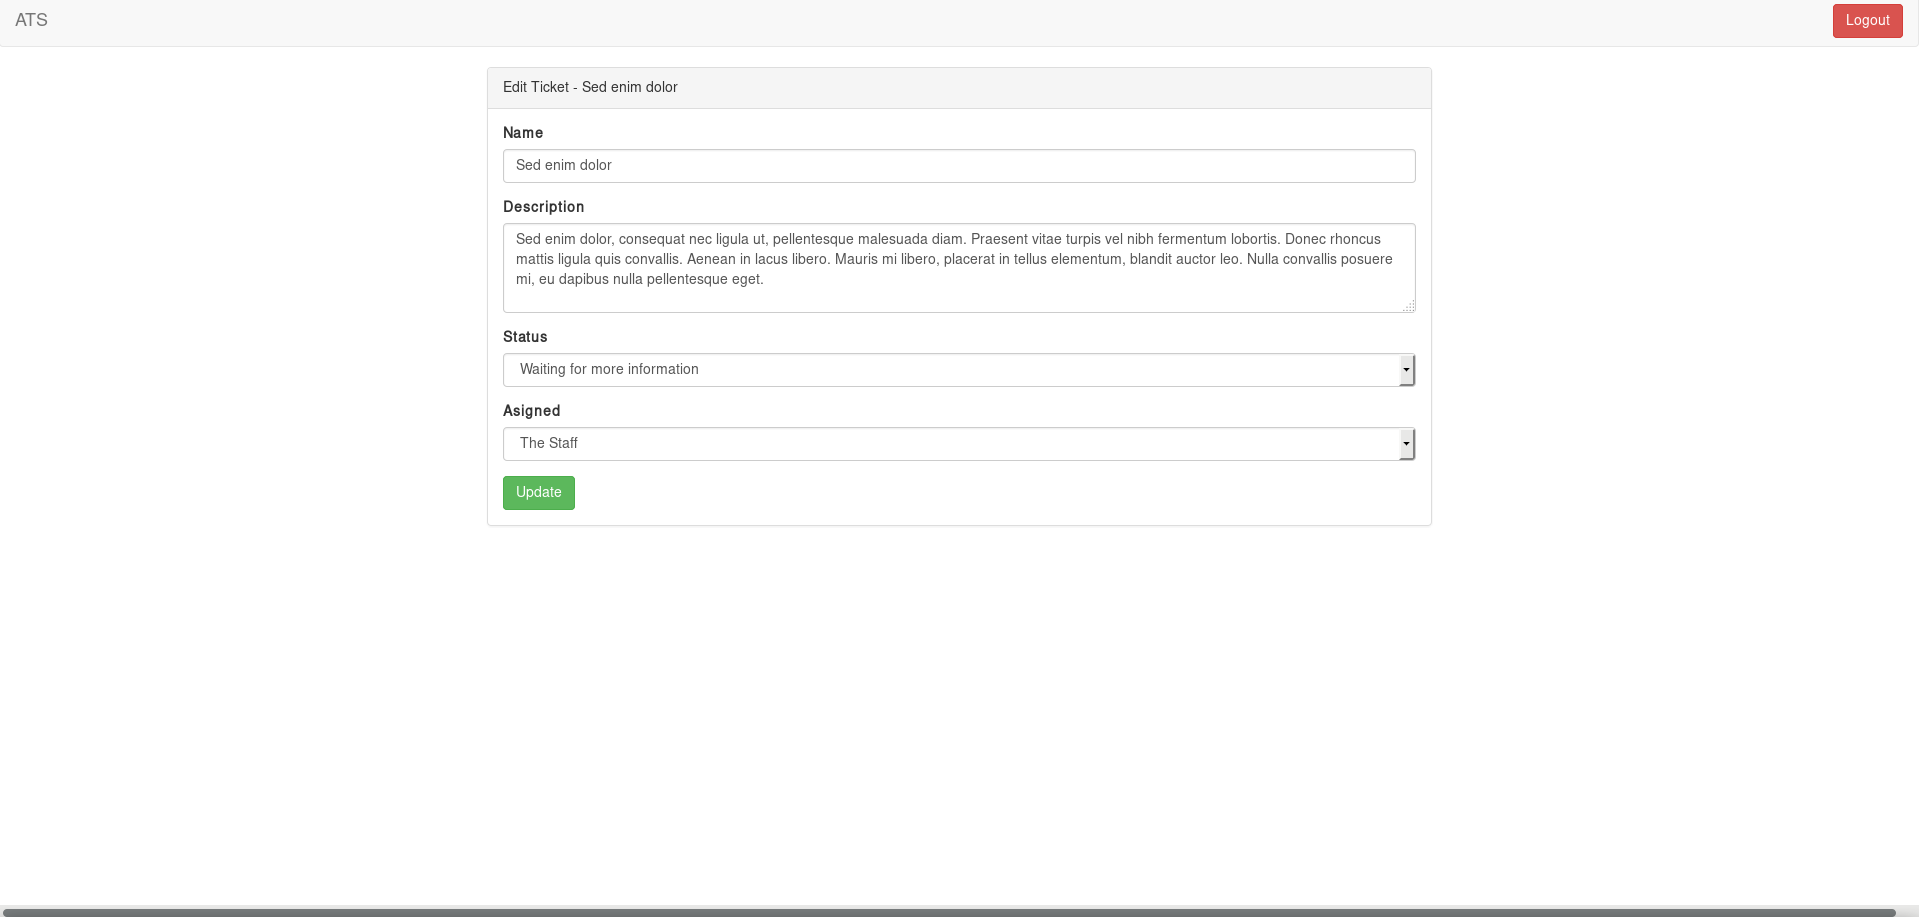 ATS
Logout
Edit Ticket - Sed enim dolor
Name
Sed enim dolor
Description
Sed enim dolor, consequat nec ligula ut, pellentesque malesuada diam. Praesent vitae turpis vel nibh fermentum lobortis. Donec rhoncus
mattis ligula quis convallis. Aenean in lacus libero. Mauris mi libero, placerat in tellus elementum, blandit auctor leo. Nulla convallis posuere
mi, eu dapibus nulla pellentesque eget.
Status
Waiting for more information
Asigned
The Staff
Update